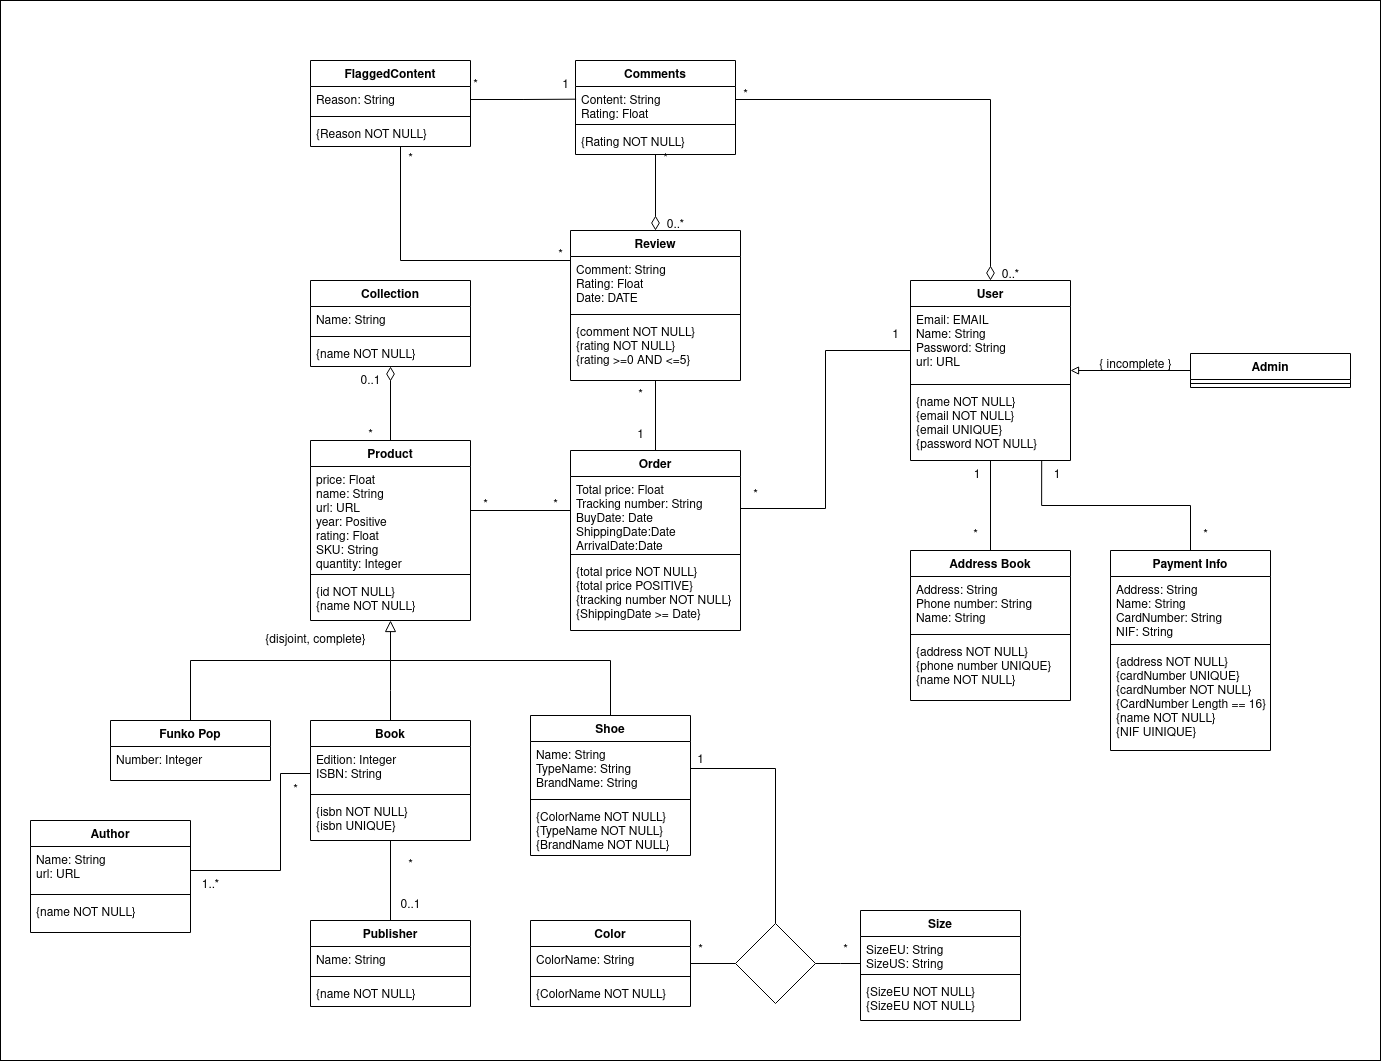 FlaggedContent
Reason: String
{Reason NOT NULL}
*
1
Comments
Content: String
Rating: Float
{Rating NOT NULL}
*
*
*
*
0..*
Review
Comment: String
Rating: Float
Date: DATE
{comment NOT NULL}
{rating NOT NULL}
{rating >=0 AND <=5}
0..*
User
Email: EMAIL
Name: String
Password: String
url: URL
{name NOT NULL}
{email NOT NULL}
{email UNIQUE}
{password NOT NULL}
{ incomplete }
Admin
Collection
Name: String
{name NOT NULL}
0..1
*
*
1
1
*
Product
price: Float
name: String
url: URL
year: Positive
rating: Float
SKU: String
quantity: Integer
{id NOT NULL}
{name NOT NULL}
*
*
Order
Total price: Float
Tracking number: String
BuyDate: Date
ShippingDate:Date
ArrivalDate:Date
{total price NOT NULL}
{total price POSITIVE}
{tracking number NOT NULL}
{ShippingDate >= Date}
1
1
*
*
Address Book
Address: String
Phone number: String
Name: String
{address NOT NULL}
{phone number UNIQUE}
{name NOT NULL}
Payment Info
Address: String
Name: String
CardNumber: String
NIF: String
{address NOT NULL}
{cardNumber UNIQUE}
{cardNumber NOT NULL}
{CardNumber Length == 16}
{name NOT NULL}
{NIF UINIQUE}
{disjoint, complete}
Funko Pop
Number: Integer
Book
Edition: Integer
ISBN: String
{isbn NOT NULL}
{isbn UNIQUE}
Shoe
Name: String
TypeName: String
BrandName: String
{ColorName NOT NULL}
{TypeName NOT NULL}
{BrandName NOT NULL}
1
*
Author
Name: String
url: URL
{name NOT NULL}
1..*
*
0..1
Publisher
Name: String
{name NOT NULL}
Color
ColorName: String
{ColorName NOT NULL}
*
*
Size
SizeEU: String
SizeUS: String
{SizeEU NOT NULL}
{SizeEU NOT NULL}